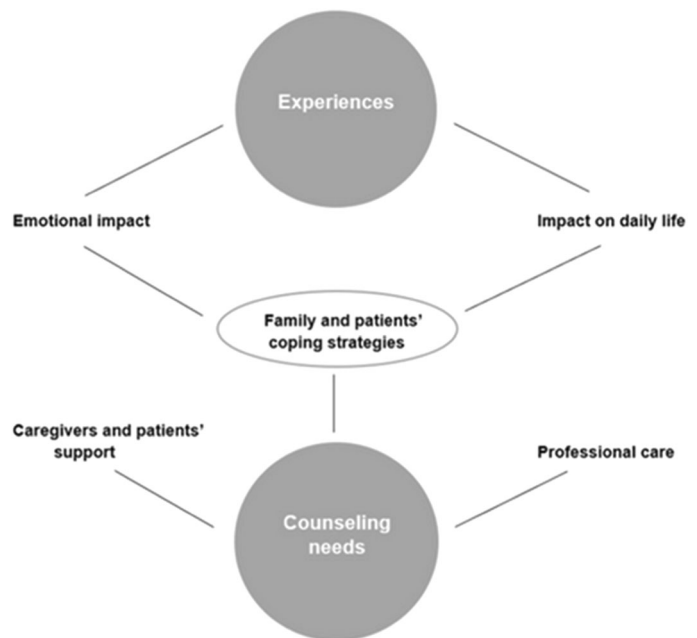 Experiences
Emotional impact
Impact on daily life
Family and patients'
coping strategies
Caregivers and patients'
support
Professional care
Counseling
needs